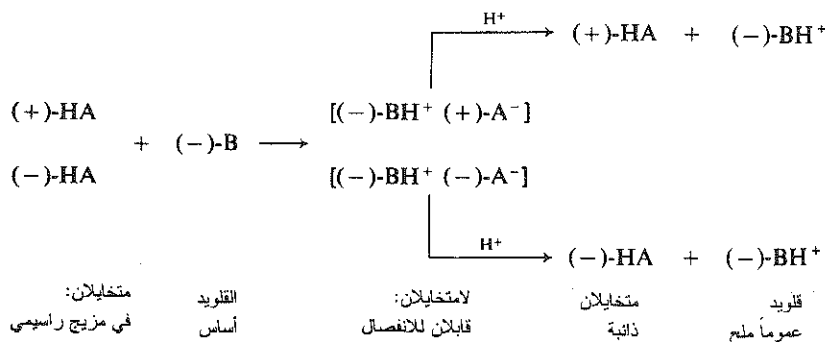 H⁺
(+)-HA + (−)-BH⁺
(+)-HA
[(−)-BH⁺ (+)-A⁻]
+ (−)-B ⟶
(−)-HA
[(−)-BH⁺ (−)-A⁻]
H⁺
(−)-HA + (−)-BH⁺
متخايلان:
في مزيج راسيمي
القلويد
أساس
لامتخايلان:
قابلان للانفصال
متخايلان
ذائبة
قلويد
عموماً ملح